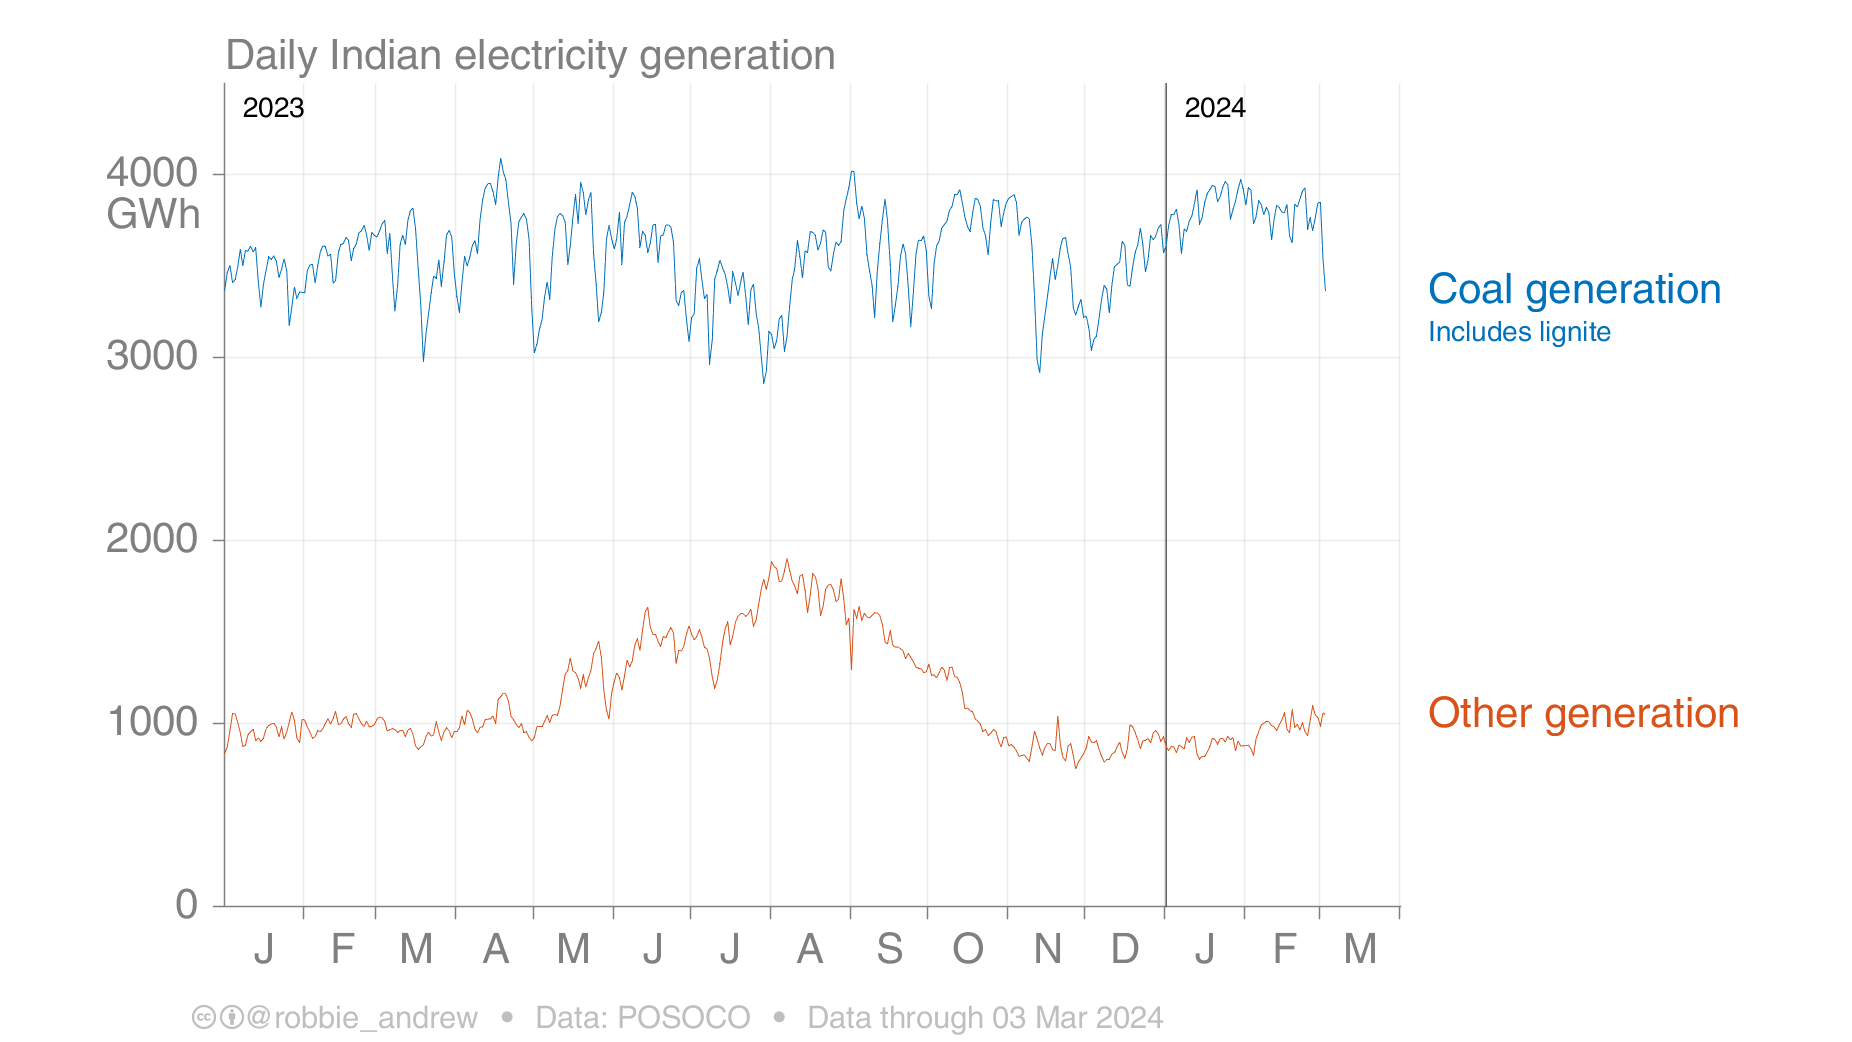 Daily Indian electricity generation
2023
2024
4000
GWh
3000
2000
1000
0
Coal generation
Includes lignite
Other generation
J F M A M J J A S O N D J F M
@robbie_andrew • Data: POSOCO • Data through 03 Mar 2024